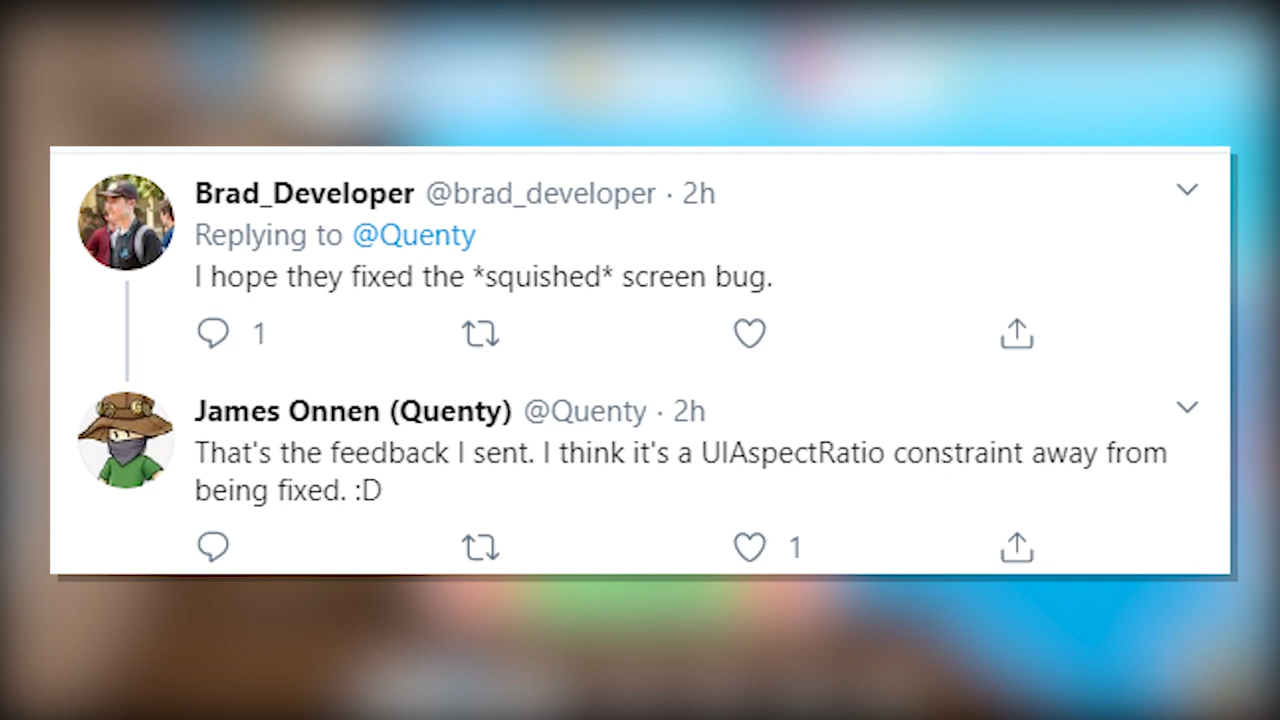 Brad_Developer @brad_developer · 2h
Replying to @Quenty
I hope they fixed the *squished* screen bug.
1
James Onnen (Quenty) @Quenty · 2h
That's the feedback I sent. I think it's a UIAspectRatio constraint away from
being fixed. :D
1